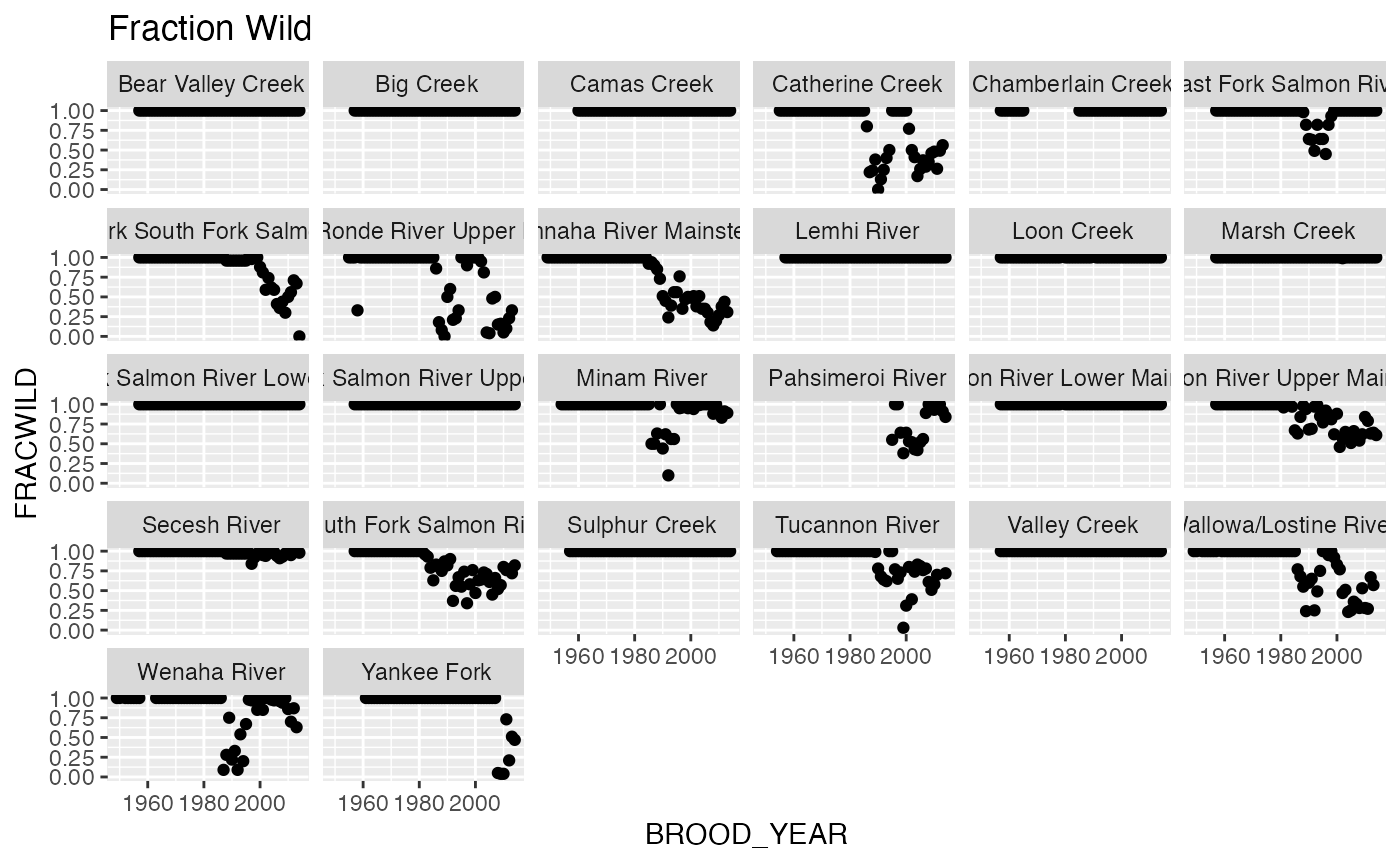 Fraction Wild
Bear Valley Creek Big Creek Camas Creek Catherine Creek Chamberlain Creek ast Fork Salmon Riv
1.00
0.75
0.50
0.25
0.00
rk South Fork Salm Ronde River Upper nnaha River Mainste Lemhi River Loon Creek Marsh Creek
1.00
0.75
0.50
0.25
0.00
Salmon River Low Salmon River Upp Minam River Pahsimeroi River on River Lower Mai on River Upper Mai
1.00
0.75
0.50
0.25
0.00
Secesh River uth Fork Salmon Ri Sulphur Creek Tucannon River Valley Creek Wallowa/Lostine Rive
1.00
0.75
0.50
0.25
0.00
1960 1980 2000 1960 1980 2000 1960 1980 2000 1960 1980 2000
Wenaha River Yankee Fork
1.00
0.75
0.50
0.25
0.00
1960 1980 2000 1960 1980 2000
FRACWILD
BROOD_YEAR